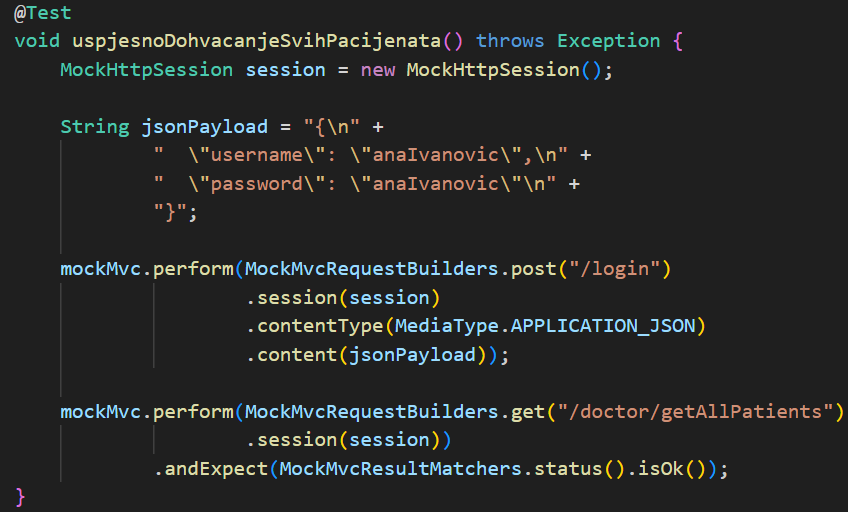 @Test
void uspjesnoDohvacanjeSvihPacijenata() throws Exception {
    MockHttpSession session = new MockHttpSession();

    String jsonPayload = "{\n" +
            "  \"username\": \"anaIvanovic\",\n" +
            "  \"password\": \"anaIvanovic\"\n" +
            "}";

    mockMvc.perform(MockMvcRequestBuilders.post("/login")
                    .session(session)
                    .contentType(MediaType.APPLICATION_JSON)
                    .content(jsonPayload));

    mockMvc.perform(MockMvcRequestBuilders.get("/doctor/getAllPatients")
                    .session(session))
            .andExpect(MockMvcResultMatchers.status().isOk());
}